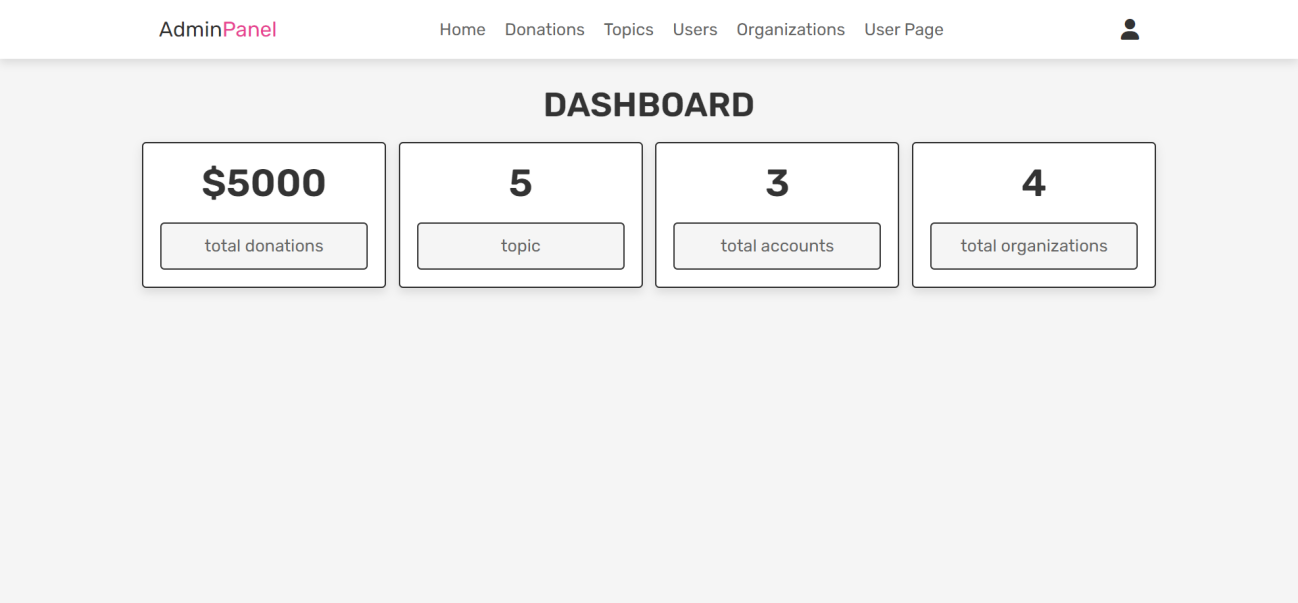 AdminPanel Home Donations Topics Users Organizations User Page
DASHBOARD
$5000 5 3 4
total donations topic total accounts total organizations